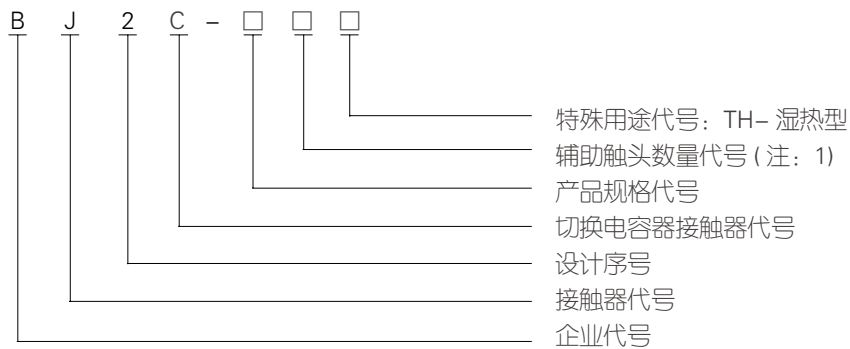 B J 2 C – □ □ □
特殊用途代号：TH– 湿热型
辅助触头数量代号 ( 注：1)
产品规格代号
切换电容器接触器代号
设计序号
接触器代号
企业代号